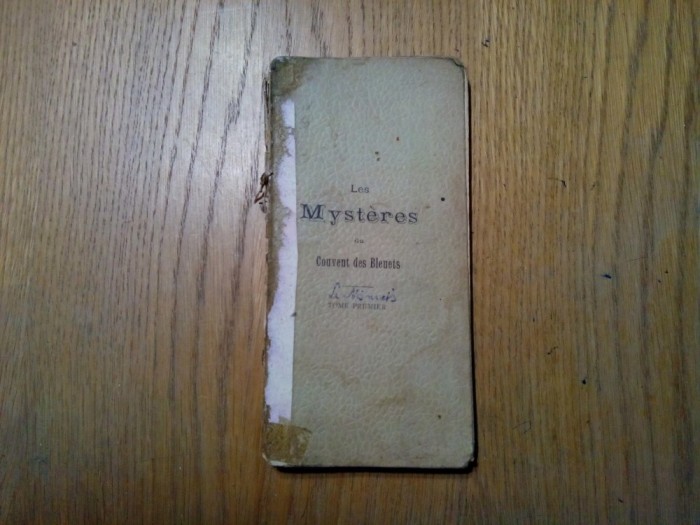 Les
Mystères
du
Couvent des Bleuets
TOME PREMIER